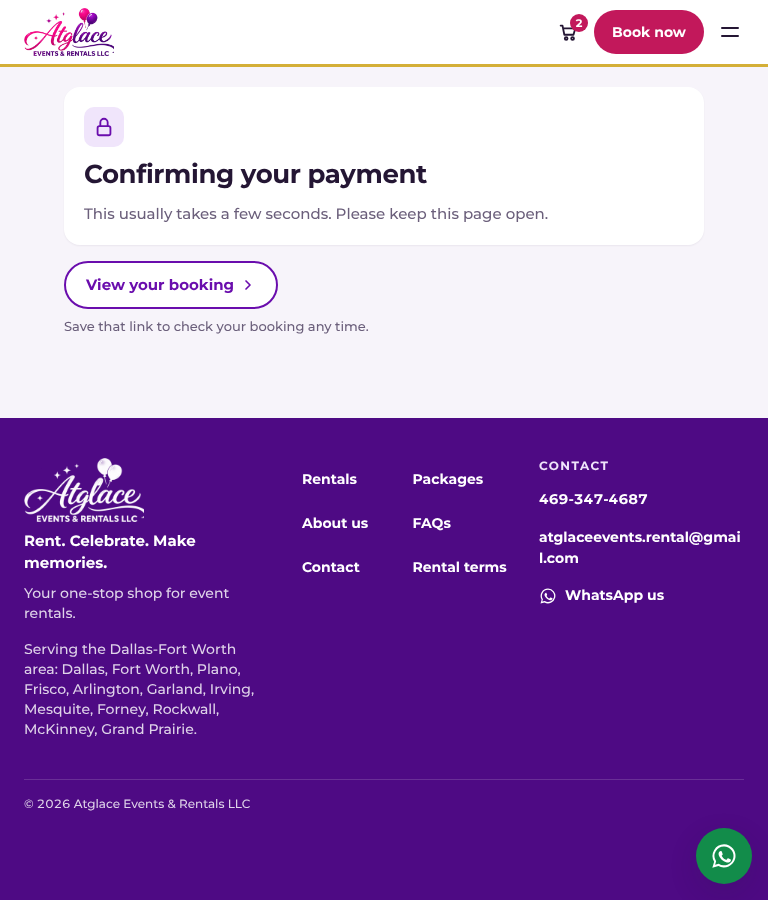 Atglace
EVENTS & RENTALS LLC
2
Book now
Confirming your payment
This usually takes a few seconds. Please keep this page open.
View your booking
Save that link to check your booking any time.
Atglace
EVENTS & RENTALS LLC
Rent. Celebrate. Make
memories.
Your one-stop shop for event
rentals.
Serving the Dallas-Fort Worth
area: Dallas, Fort Worth, Plano,
Frisco, Arlington, Garland, Irving,
Mesquite, Forney, Rockwall,
McKinney, Grand Prairie.
Rentals
About us
Contact
Packages
FAQs
Rental terms
CONTACT
469-347-4687
atglaceevents.rental@gmai
l.com
WhatsApp us
© 2026 Atglace Events & Rentals LLC